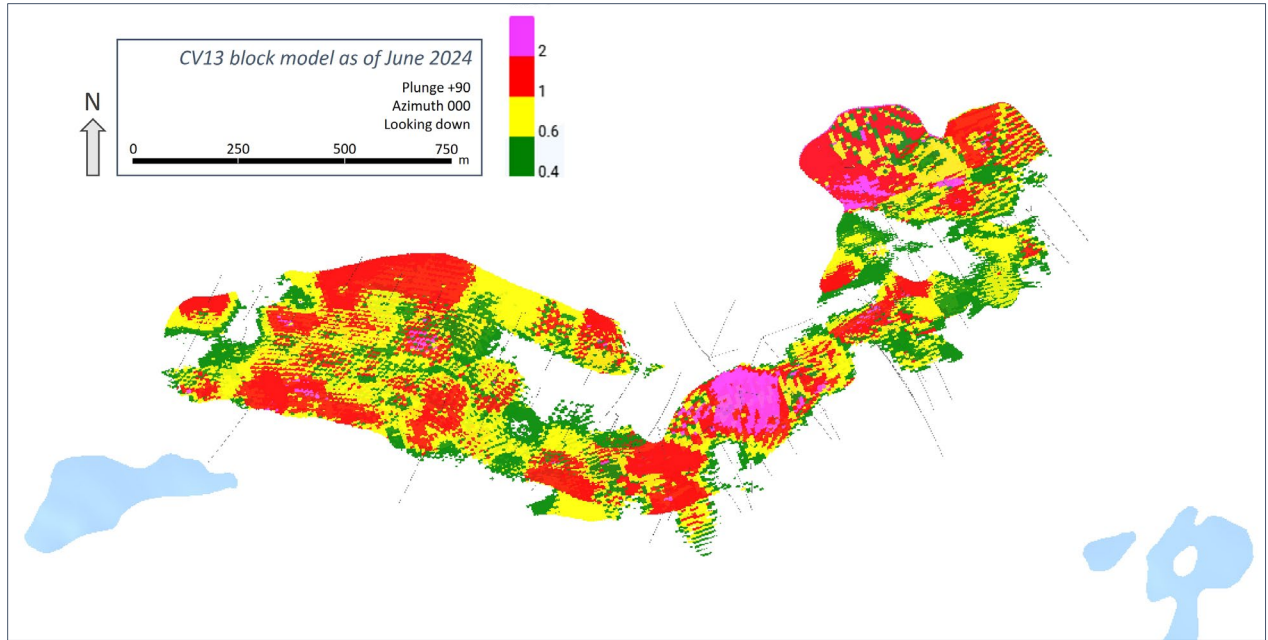 CV13 block model as of June 2024
Plunge +90
Azimuth 000
Looking down
N
0 250 500 750 m
2
1
0.6
0.4